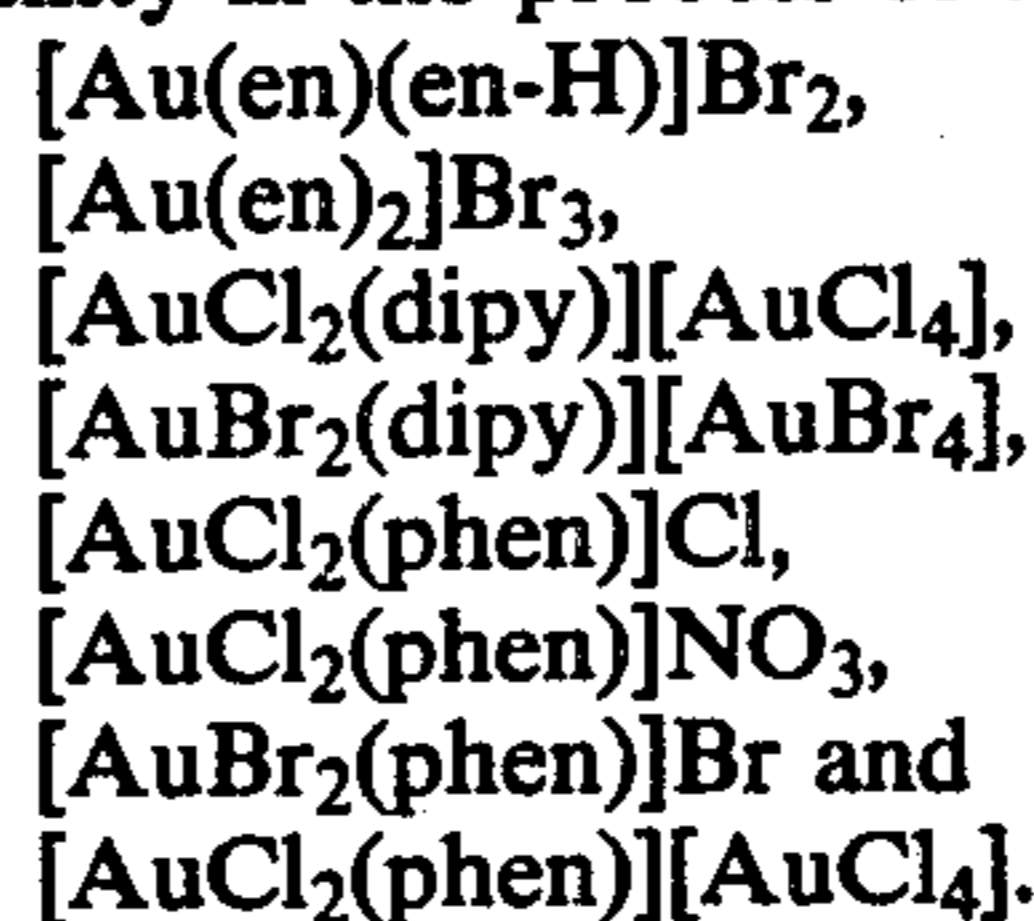 [Au(en)(en-H)]Br2,
[Au(en)2]Br3,
[AuCl2(dipy)][AuCl4],
[AuBr2(dipy)][AuBr4],
[AuCl2(phen)]Cl,
[AuCl2(phen)]NO3,
[AuBr2(phen)]Br and
[AuCl2(phen)][AuCl4].